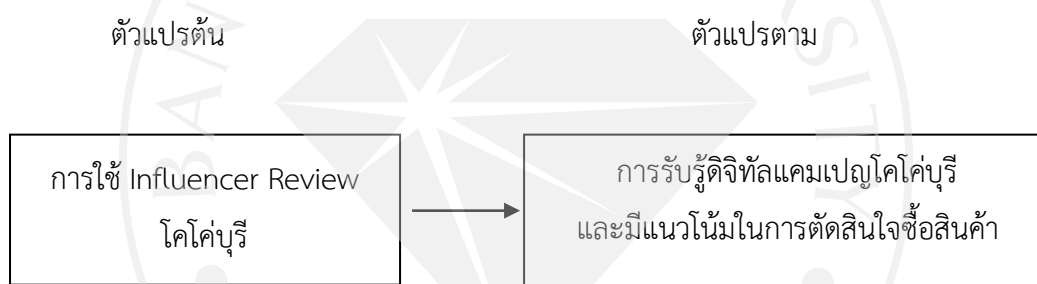 ตัวแปรต้น
ตัวแปรตาม
การใช้ Influencer Review
โคโค่บุรี
การรับรู้ดิจิทัลแคมเปญโคโค่บุรี
และมีแนวโน้มในการตัดสินใจซื้อสินค้า
BAN
SITY